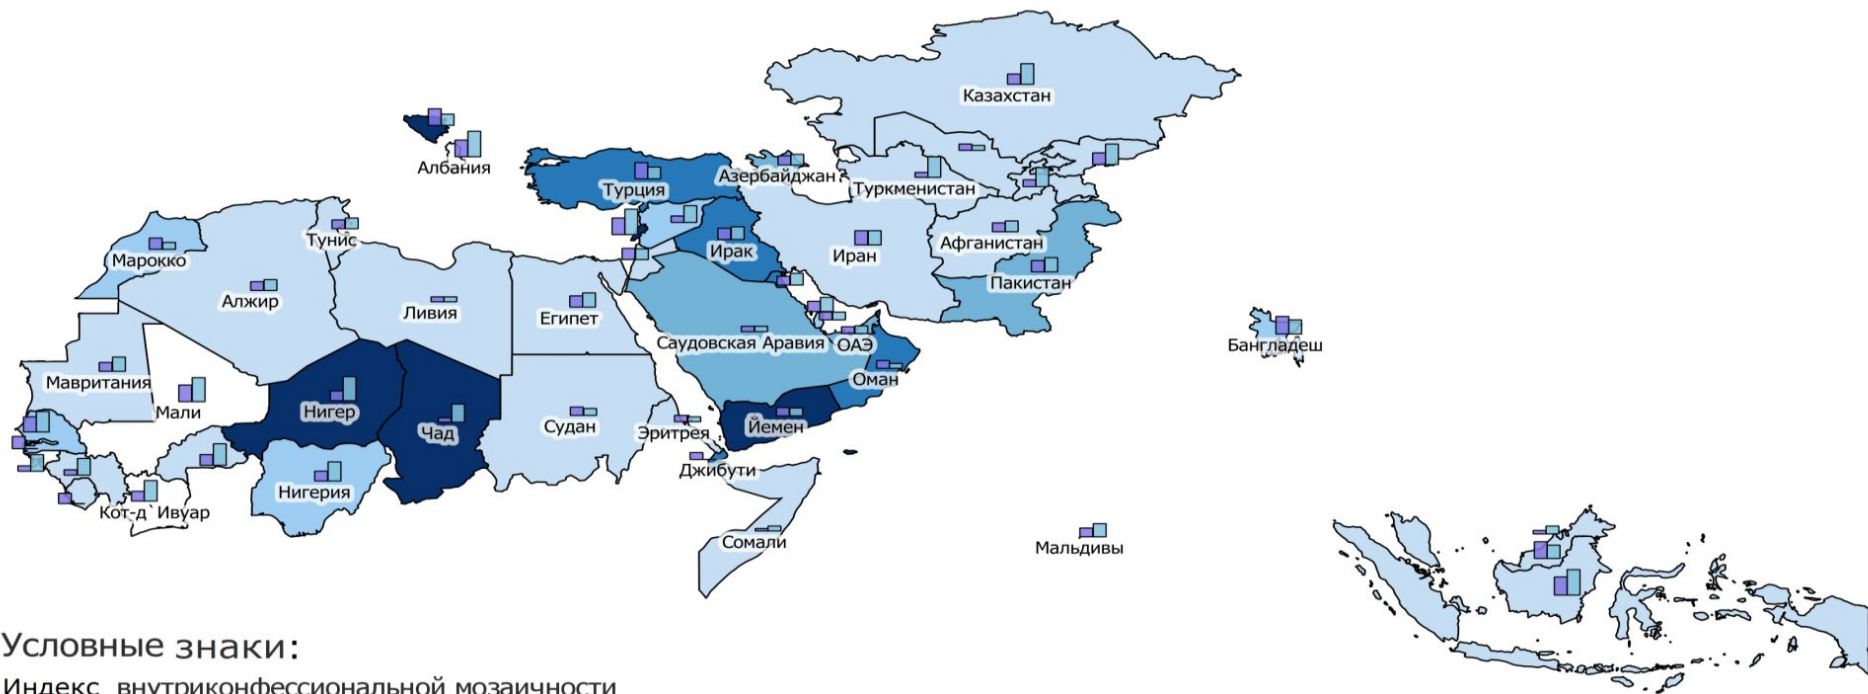 Казахстан
Албания
Турция
Азербайджан
Туркменистан
Тунис
Марокко
Ирак
Иран
Афганистан
Пакистан
Алжир
Ливия
Египет
Саудовская Аравия
ОАЭ
Бангладеш
Мавритания
Мали
Нигер
Чад
Судан
Эритрея
Йемен
Оман
Джибути
Нигерия
Кот-д`Ивуар
Сомали
Мальдивы
Условные знаки:
Индекс внутриконфессиональной мозаичности